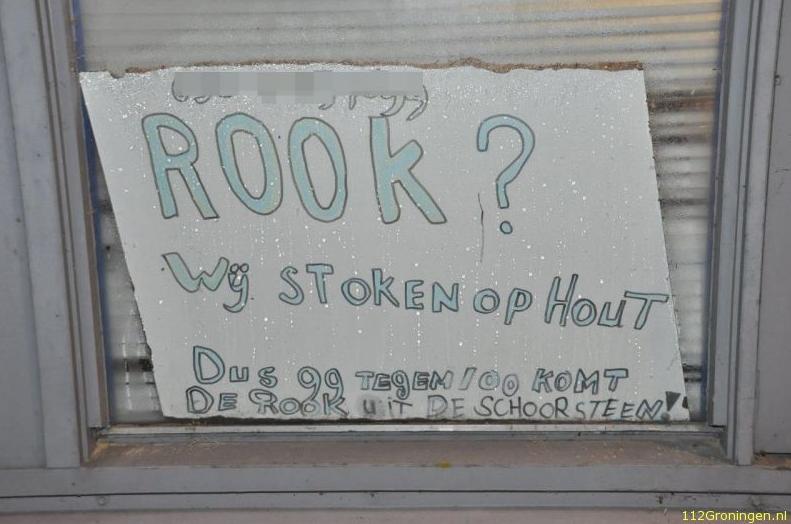 ROOK?
Wij STOKEN OP HOUT
DUS 99 TEGEN 100 KOMT
DE ROOK UIT DE SCHOORSTEEN!
112Groningen.nl